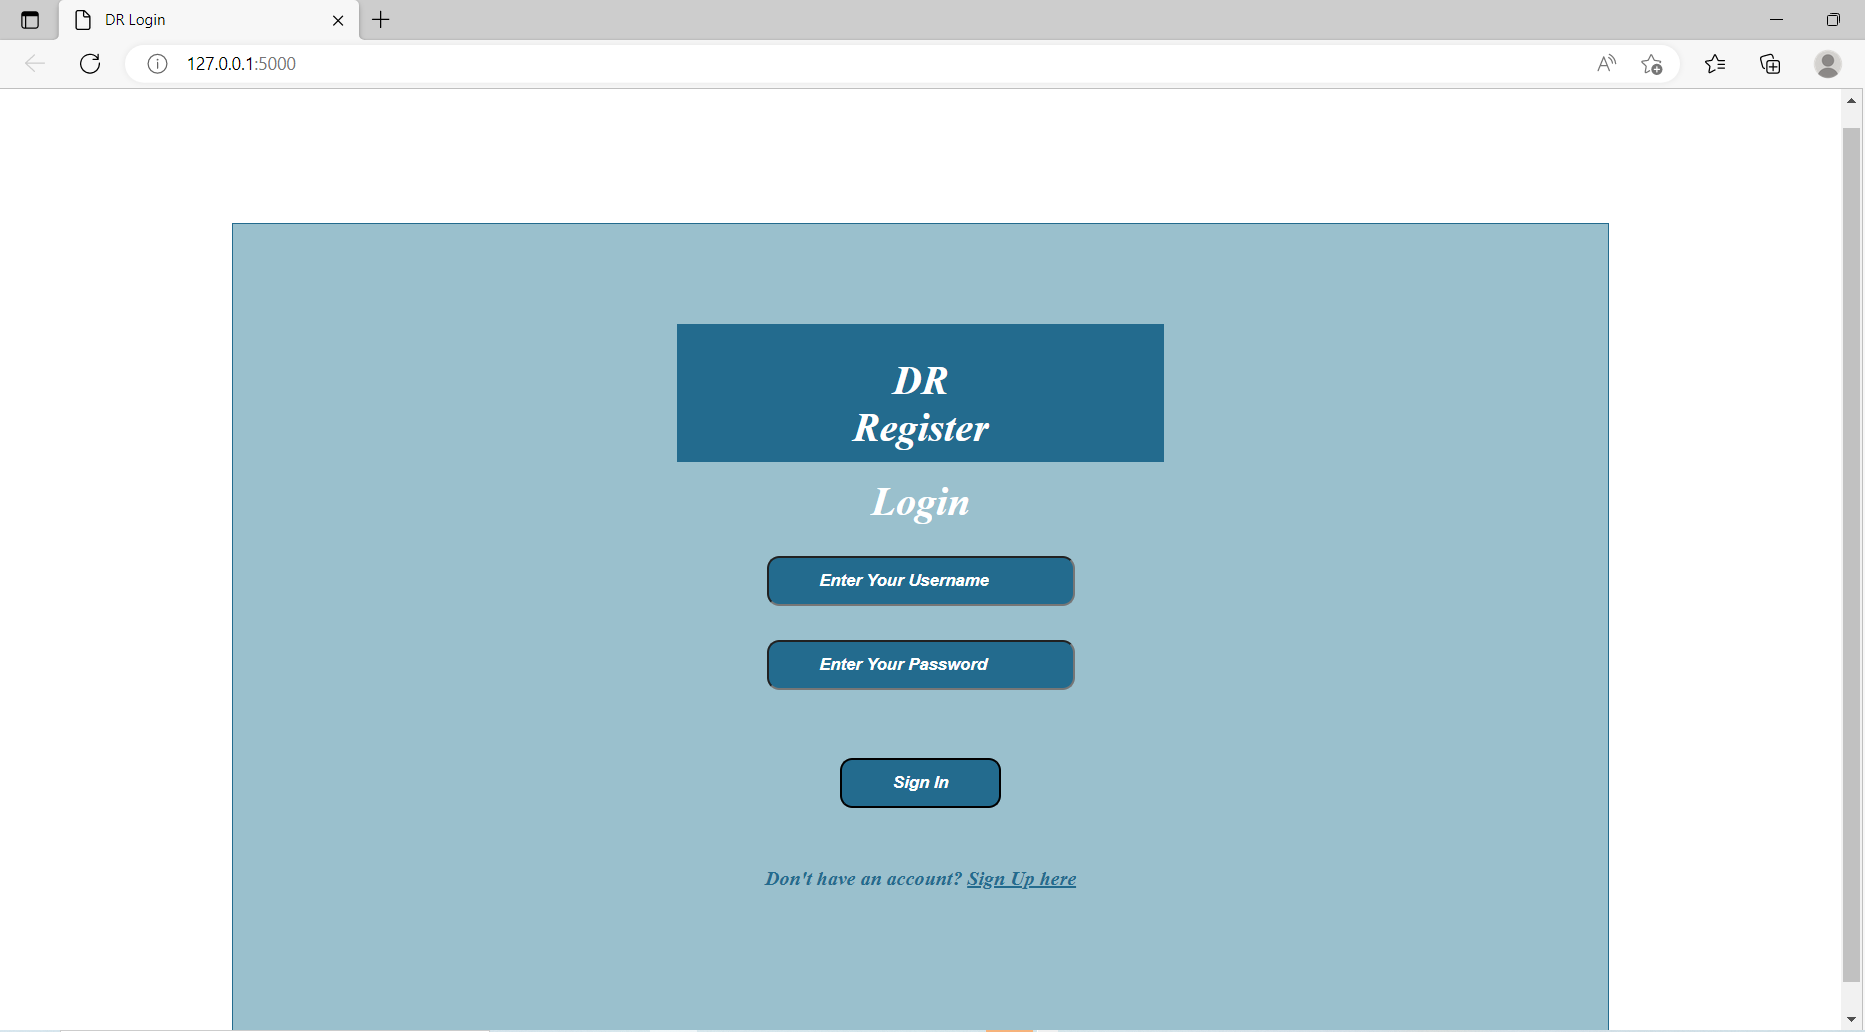 DR Login
127.0.0.1:5000
DR
Register
Login
Enter Your Username
Enter Your Password
Sign In
Don't have an account? Sign Up here